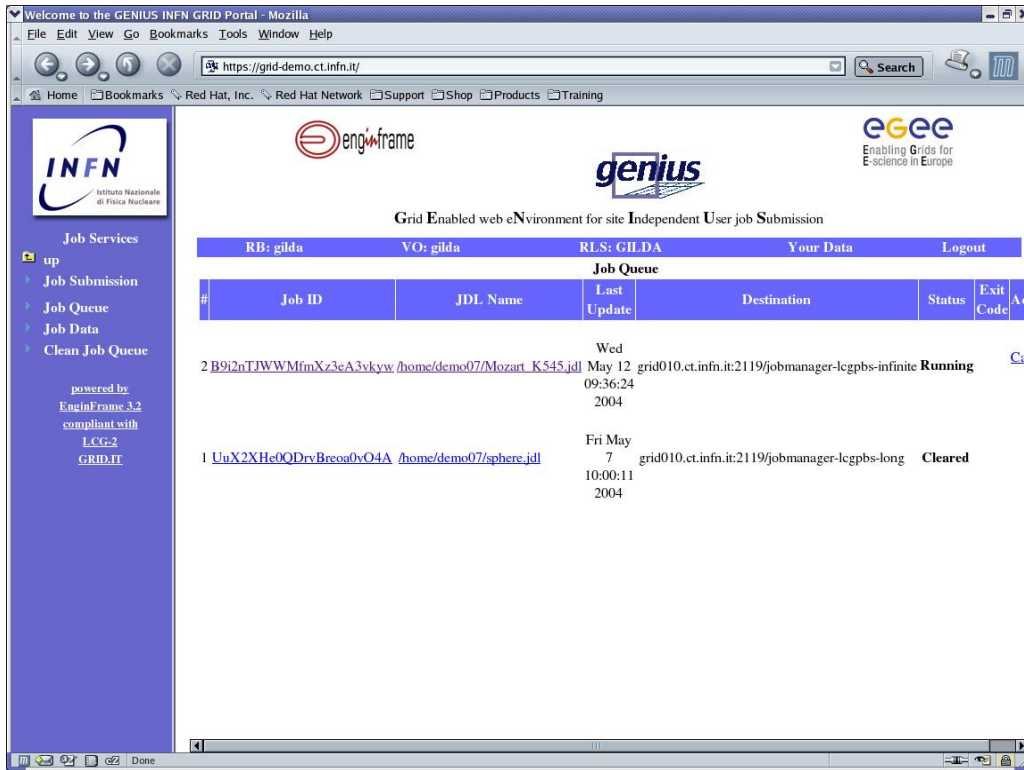 Welcome to the GENIUS INFN GRID Portal - Mozilla
File Edit View Go Bookmarks Tools Window Help
https://grid-demo.ct.infn.it/ Search
Home Bookmarks Red Hat, Inc. Red Hat Network Support Shop Products Training
INFN
Istituto Nazionale
di Fisica Nucleare
Job Services
up
Job Submission
Job Queue
Job Data
Clean Job Queue
powered by
EnginFrame 3.2
compliant with
LCG-2
GRID.IT
enginframe
genius
egee
Enabling Grids for
E-science in Europe
Grid Enabled web eNvironment for site Independent User job Submission
RB: gilda VO: gilda RLS: GILDA Your Data Logout
Job Queue
# Job ID JDL Name Last Update Destination Status Exit Code
2 B9i2nTJWWMfmXz3eA3vkyw /home/demo07/Mozart_K545.jdl Wed May 12 09:36:24 2004 grid010.ct.infn.it:2119/jobmanager-lcgpbs-infinite Running
1 UuX2XHe0QDrvBreoa0vO4A /home/demo07/sphere.jdl Fri May 7 10:00:11 2004 grid010.ct.infn.it:2119/jobmanager-lcgpbs-long Cleared
Done